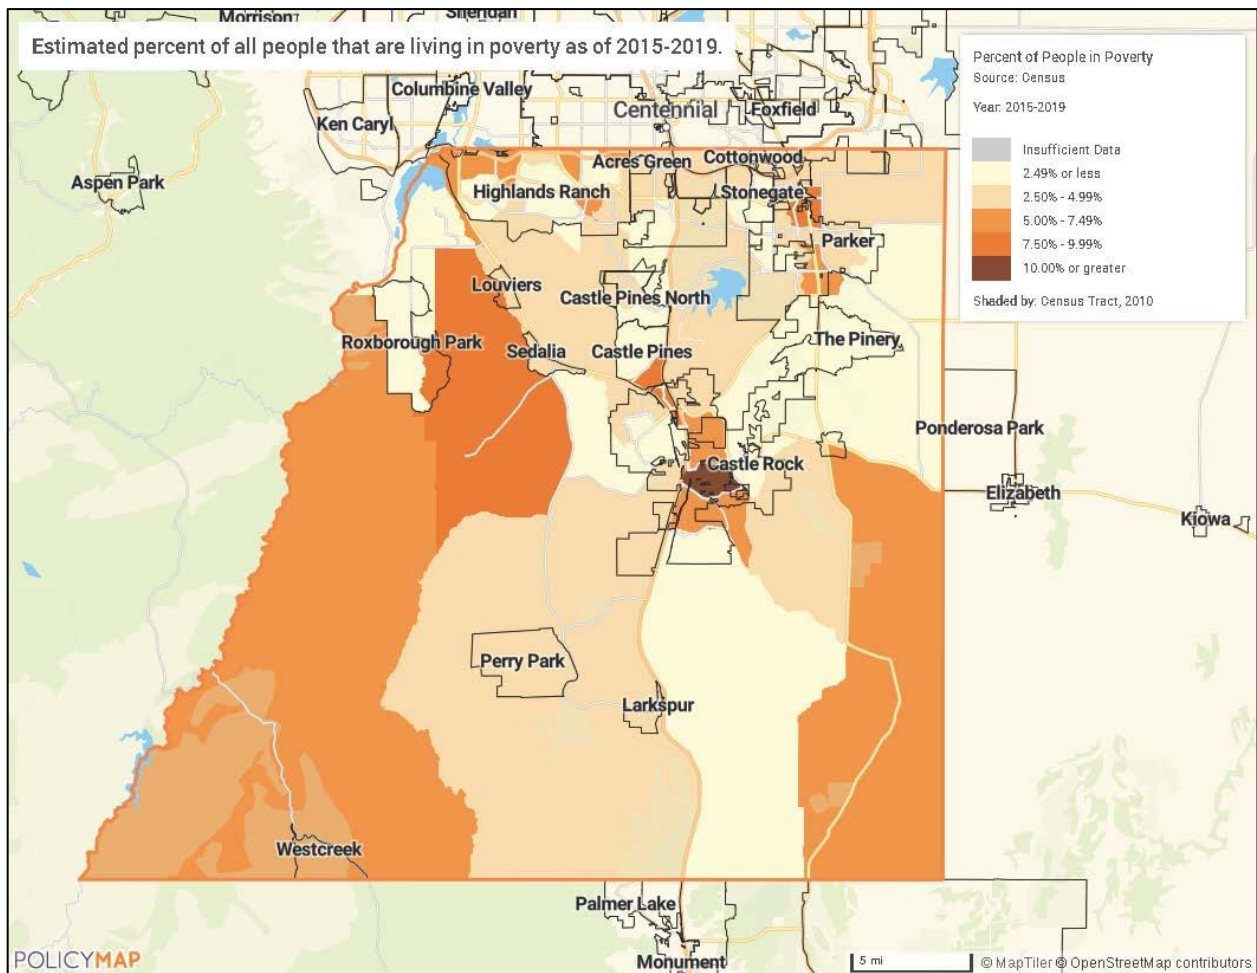 Morrison
Sheridan
Estimated percent of all people that are living in poverty as of 2015-2019.
Percent of People in Poverty
Source: Census
Year: 2015-2019
Insufficient Data
2.49% or less
2.50% - 4.99%
5.00% - 7.49%
7.50% - 9.99%
10.00% or greater
Shaded by: Census Tract, 2010
Columbine Valley
Centennial
Foxfield
Ken Caryl
Acres Green
Cottonwood
Aspen Park
Highlands Ranch
Stonegate
Parker
Louviers
Castle Pines North
Roxborough Park
Sedalia
Castle Pines
The Pinery
Ponderosa Park
Castle Rock
Elizabeth
Kiowa
Perry Park
Larkspur
Westcreek
Palmer Lake
Monument
POLICYMAP
5 mi
© MapTiler © OpenStreetMap contributors